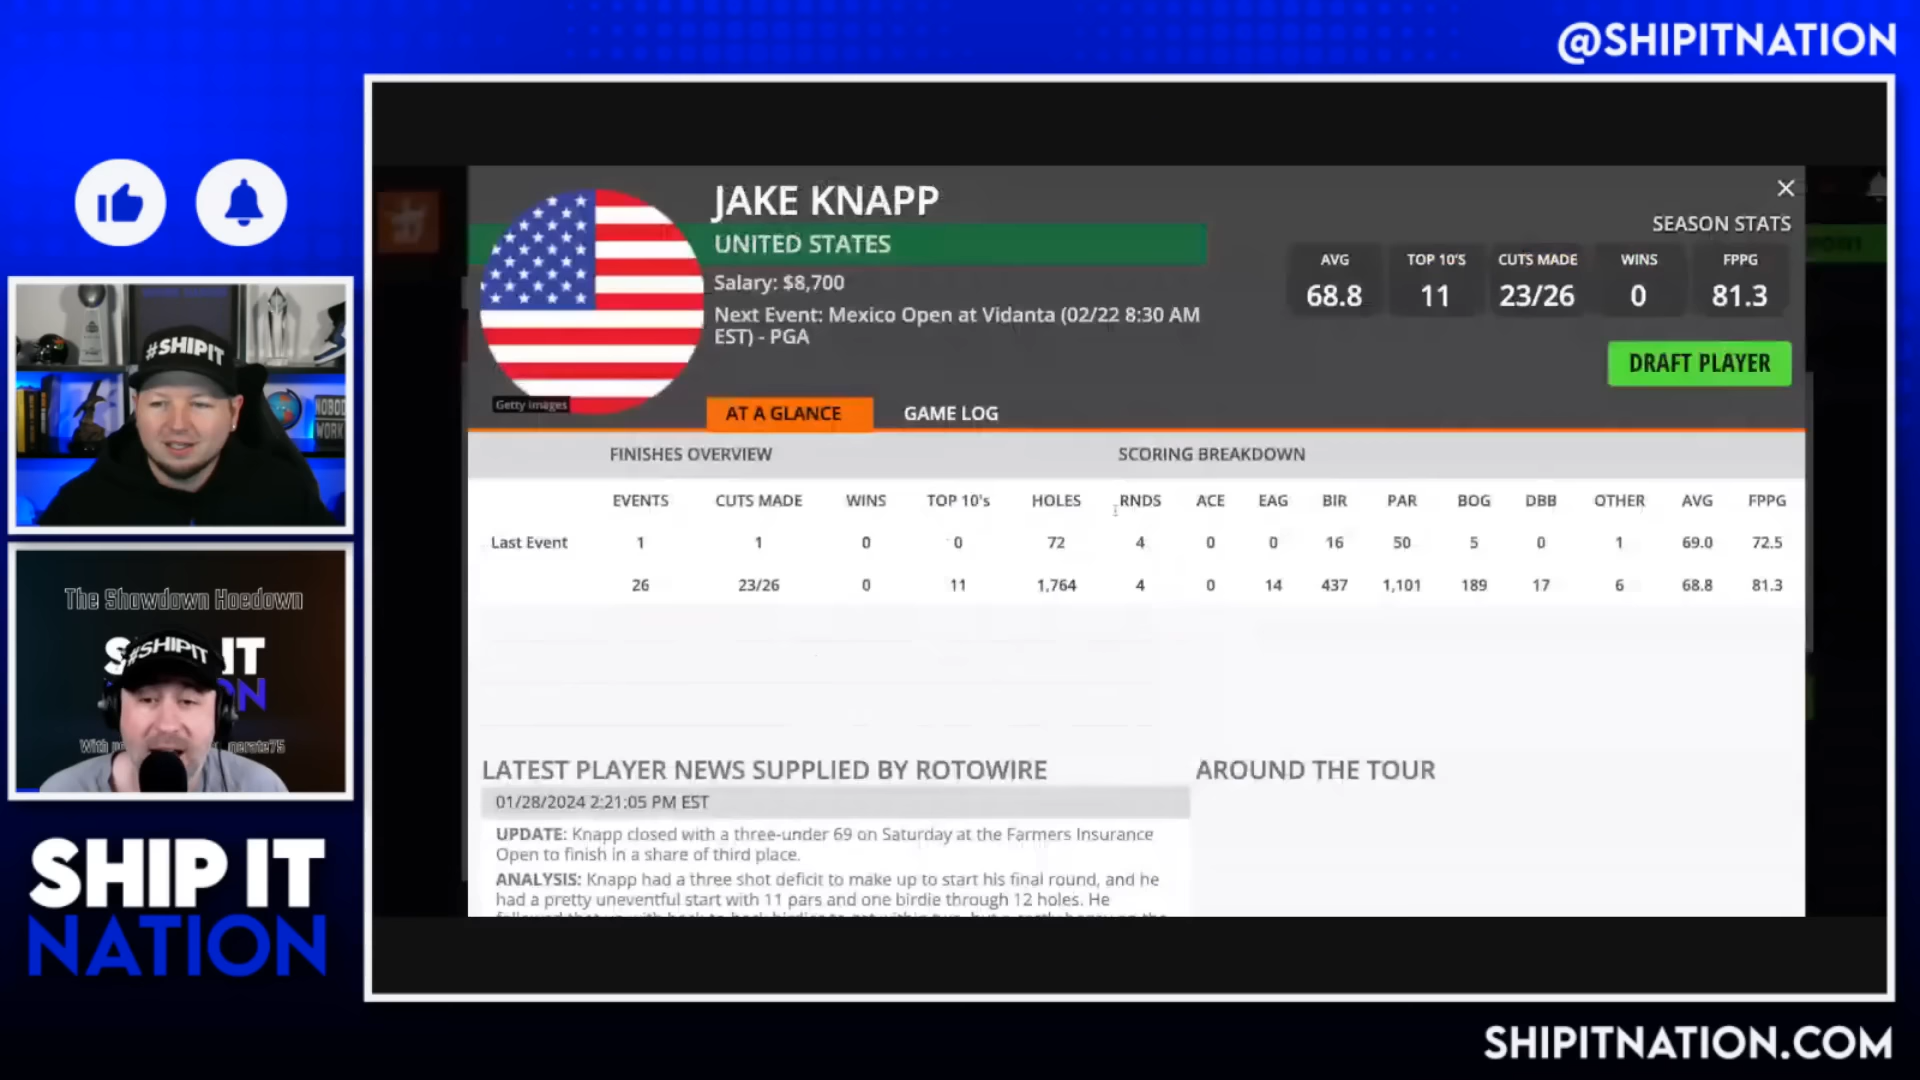 @SHIPITNATION
#SHIPIT
The Showdown Hoedown
#SHIPIT
SHIP IT
NATION
JAKE KNAPP
UNITED STATES
Salary: $8,700
Next Event: Mexico Open at Vidanta (02/22 8:30 AM
EST) - PGA
Getty Images
SEASON STATS
AVG TOP 10'S CUTS MADE WINS FPPG
68.8 11 23/26 0 81.3
DRAFT PLAYER
AT A GLANCE GAME LOG
FINISHES OVERVIEW SCORING BREAKDOWN
EVENTS CUTS MADE WINS TOP 10's HOLES RNDS ACE EAG BIR PAR BOG DBB OTHER AVG FPPG
Last Event 1 1 0 0 72 4 0 0 16 50 5 0 1 69.0 72.5
26 23/26 0 11 1,764 4 0 14 437 1,101 189 17 6 68.8 81.3
LATEST PLAYER NEWS SUPPLIED BY ROTOWIRE
AROUND THE TOUR
01/28/2024 2:21:05 PM EST
UPDATE: Knapp closed with a three-under 69 on Saturday at the Farmers Insurance
Open to finish in a share of third place.
ANALYSIS: Knapp had a three shot deficit to make up to start his final round, and he
had a pretty uneventful start with 11 pars and one birdie through 12 holes. He
SHIPITNATION.COM